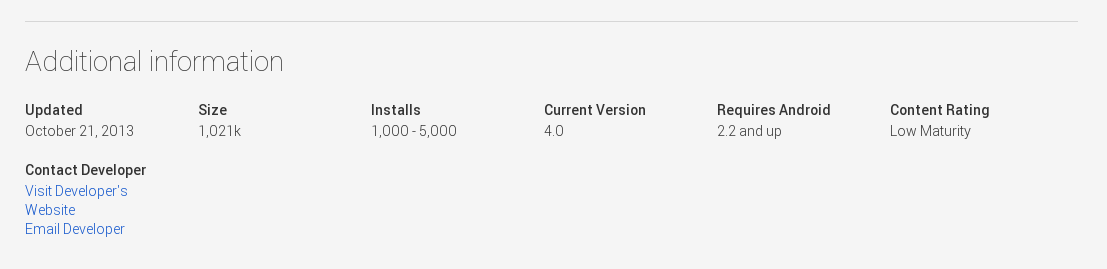 Additional information
Updated
October 21, 2013
Size
1,021k
Installs
1,000 - 5,000
Current Version
4.0
Requires Android
2.2 and up
Content Rating
Low Maturity
Contact Developer
Visit Developer's
Website
Email Developer